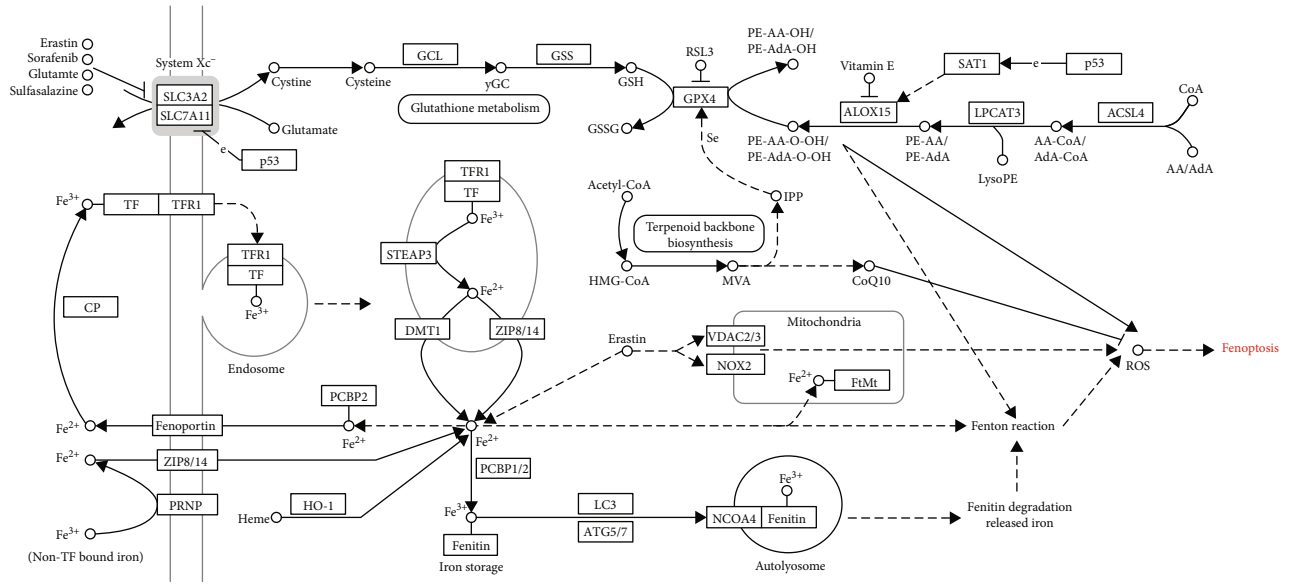 Erastin
Sorafenib
Glutamte
Sulfasalazine
System Xc⁻
SLC3A2
SLC7A11
Cystine
Glutamate
e
p53
Cysteine
GCL
yGC
Glutathione metabolism
GSS
GSH
GSSG
RSL3
GPX4
Se
PE-AA-OH/
PE-AdA-OH
PE-AA-O-OH/
PE-AdA-O-OH
Vitamin E
ALOX15
SAT1
e
p53
PE-AA/
PE-AdA
LPCAT3
LysoPE
AA-CoA/
AdA-CoA
ACSL4
CoA
AA/AdA
Fe³⁺
TF
TFR1
TFR1
TF
Fe³⁺
Endosome
CP
TFR1
TF
Fe³⁺
STEAP3
Fe²⁺
DMT1
ZIP8/14
Acetyl-CoA
Terpenoid backbone
biosynthesis
HMG-CoA
MVA
IPP
CoQ10
Erastin
Mitochondria
VDAC2/3
NOX2
Fe²⁺
FtMt
ROS
Fenoptosis
Fe²⁺
Fenoportin
PCBP2
Fe²⁺
Fe²⁺
Fenton reaction
Fe²⁺
ZIP8/14
PRNP
Fe³⁺
(Non-TF bound iron)
Heme
HO-1
PCBP1/2
Fe³⁺
Fenitin
Iron storage
LC3
ATG5/7
Fe³⁺
NCOA4
Fenitin
Autolyosome
Fenitin degradation
released iron